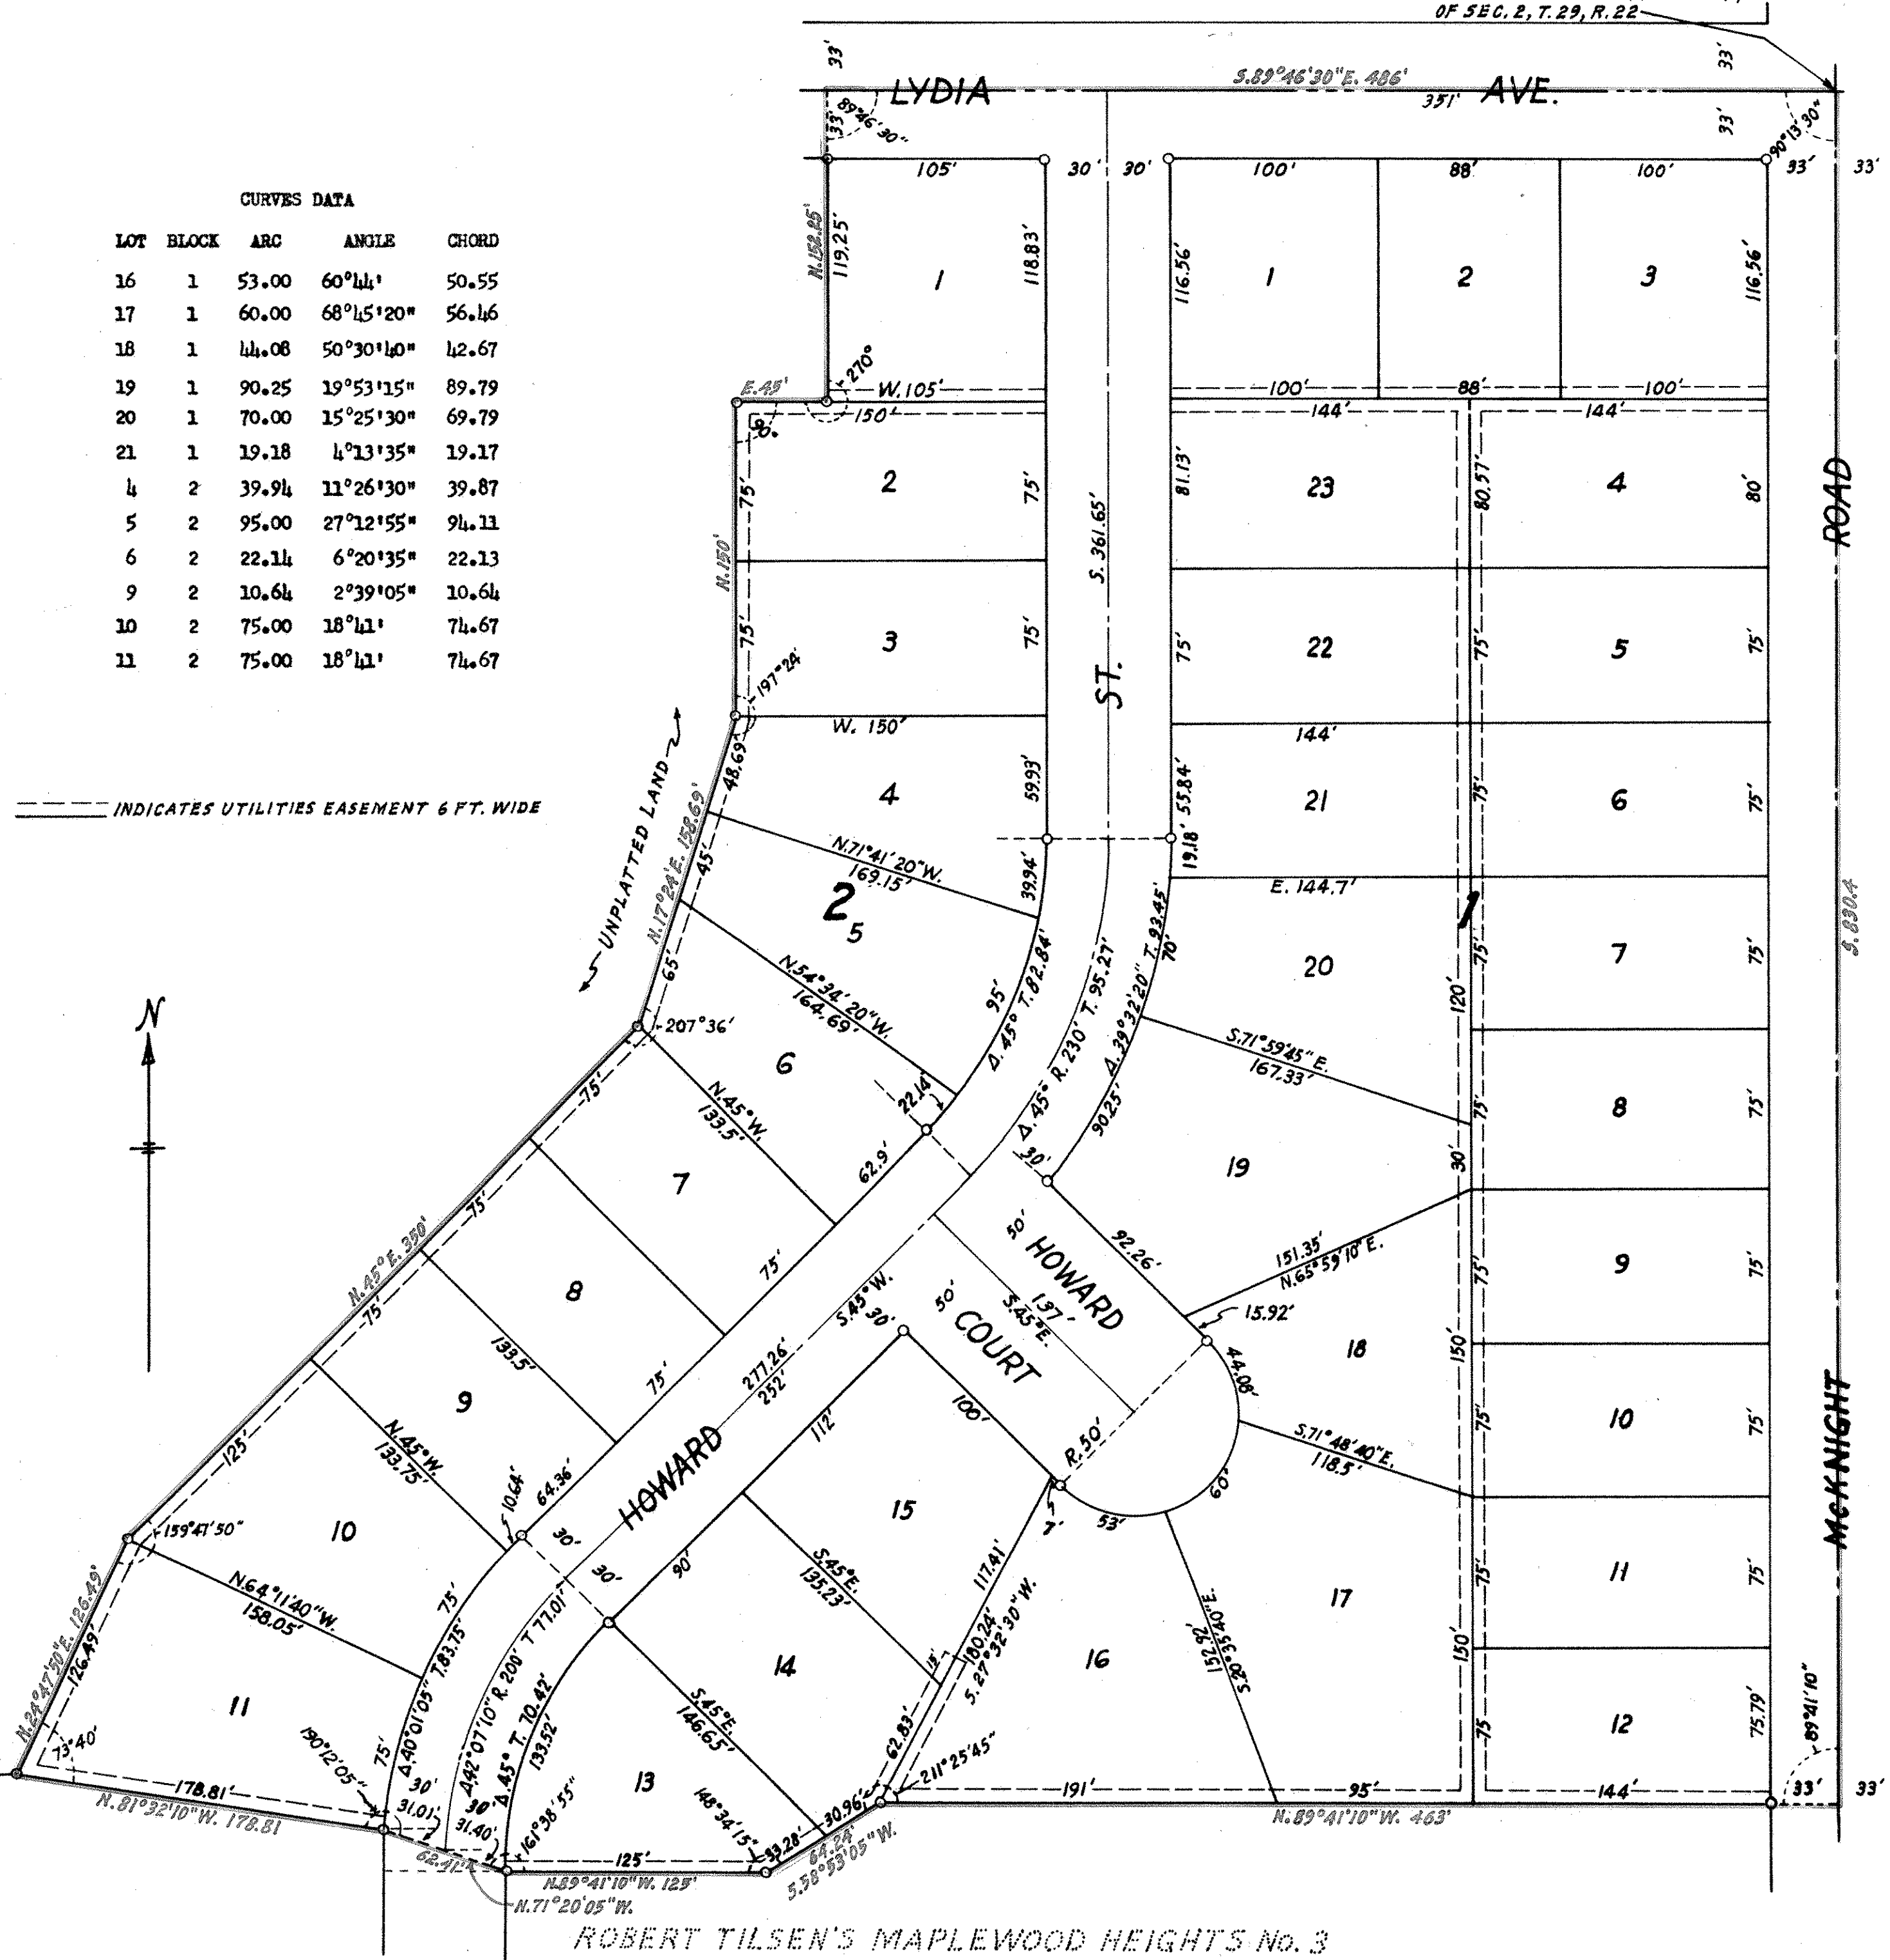 OF SEC. 2, T. 29, R. 22
33'
33'
S.89°46'30"E. 486'
LYDIA AVE.
351'
33'
89°46'30"
33'
90°13'30"
105'
30' 30'
100'
88'
100'
33' 33'
CURVES DATA
LOT BLOCK ARC ANGLE CHORD
16 1 53.00 60°44' 50.55
17 1 60.00 68°45'20" 56.46
18 1 44.08 50°30'40" 42.67
19 1 90.25 19°53'15" 89.79
20 1 70.00 15°25'30" 69.79
21 1 19.18 4°13'35" 19.17
4 2 39.94 11°26'30" 39.87
5 2 95.00 27°12'55" 94.11
6 2 22.14 6°20'35" 22.13
9 2 10.64 2°39'05" 10.64
10 2 75.00 18°41' 74.67
11 2 75.00 18°41' 74.67
INDICATES UTILITIES EASEMENT 6 FT. WIDE
N
N.152.25'
119.25'
1
118.83'
116.56'
1
2
3
116.56'
270°
E.45'
W. 105'
100'
88'
100'
150'
144'
144'
90°
75'
2
75'
S. 361.65'
81.13'
23
80.57'
4
80'
ROAD
N.150'
75'
3
75'
ST.
75'
22
75'
5
75'
197°24'
W. 150'
144'
UNPLATTED LAND
N.17°24'E. 158.69'
48.69'
4
59.93'
55.84'
21
75'
6
75'
45'
N.71°41'20"W.
169.15'
39.94'
19.18'
E. 144.7'
2
5
1
S.830.4
65'
N.54°34'20"W.
164.69'
95'
Δ. 45° T. 82.84'
Δ. 45° R. 230' T. 95.27'
Δ. 39°32'20" T. 93.45'
70'
20
120'
75'
7
75'
207°36'
6
22.14'
S.71°59'45"E.
167.33'
90.25'
75'
8
75'
75'
N.45°W.
133.5'
62.9'
30'
19
30'
7
N.45°E. 350'
75'
75'
50'
HOWARD
92.26'
151.35'
N.65°59'10"E.
75'
9
75'
8
75'
S.45°W.
30'
50'
COURT
137'
S.45°E.
15.92'
18
150'
133.5'
75'
277.26'
252'
112'
100'
R. 50'
44.08'
S.71°48'40"E.
118.5'
75'
10
75'
MCKNIGHT
9
N.45°W.
133.75'
125'
HOWARD
64.36'
10.64'
15
7'
53'
60'
159°47'50"
10
30'
30'
90'
S.45°E.
135.23'
117.41'
180.24'
S.27°32'30"W.
S.20°35'40"E.
152.92'
17
75'
11
75'
N.24°47'50"E. 126.49'
126.49'
N.64°11'40"W.
158.05'
75'
T.83.75'
Δ.40°01'05"
Δ42°07'10" R.200' T 77.01'
Δ.45° T. 70.42'
133.52'
14
15'
16
150'
11
73°40'
190°12'05"
75'
S.45°E.
146.65'
62.83'
211°25'45"
75
12
75.79'
89°41'10"
178.81'
N.81°32'10"W. 178.81
30'
31.01'
30'
31.40'
161°38'55"
13
148°34'15"
30.96'
191'
95'
144'
33' 33'
N.89°41'10"W. 463'
62.41'
125'
33.28'
64.24'
S.58°53'05"W.
N.89°41'10"W. 125'
N.71°20'05"W.
ROBERT TILSEN'S MAPLEWOOD HEIGHTS No. 3